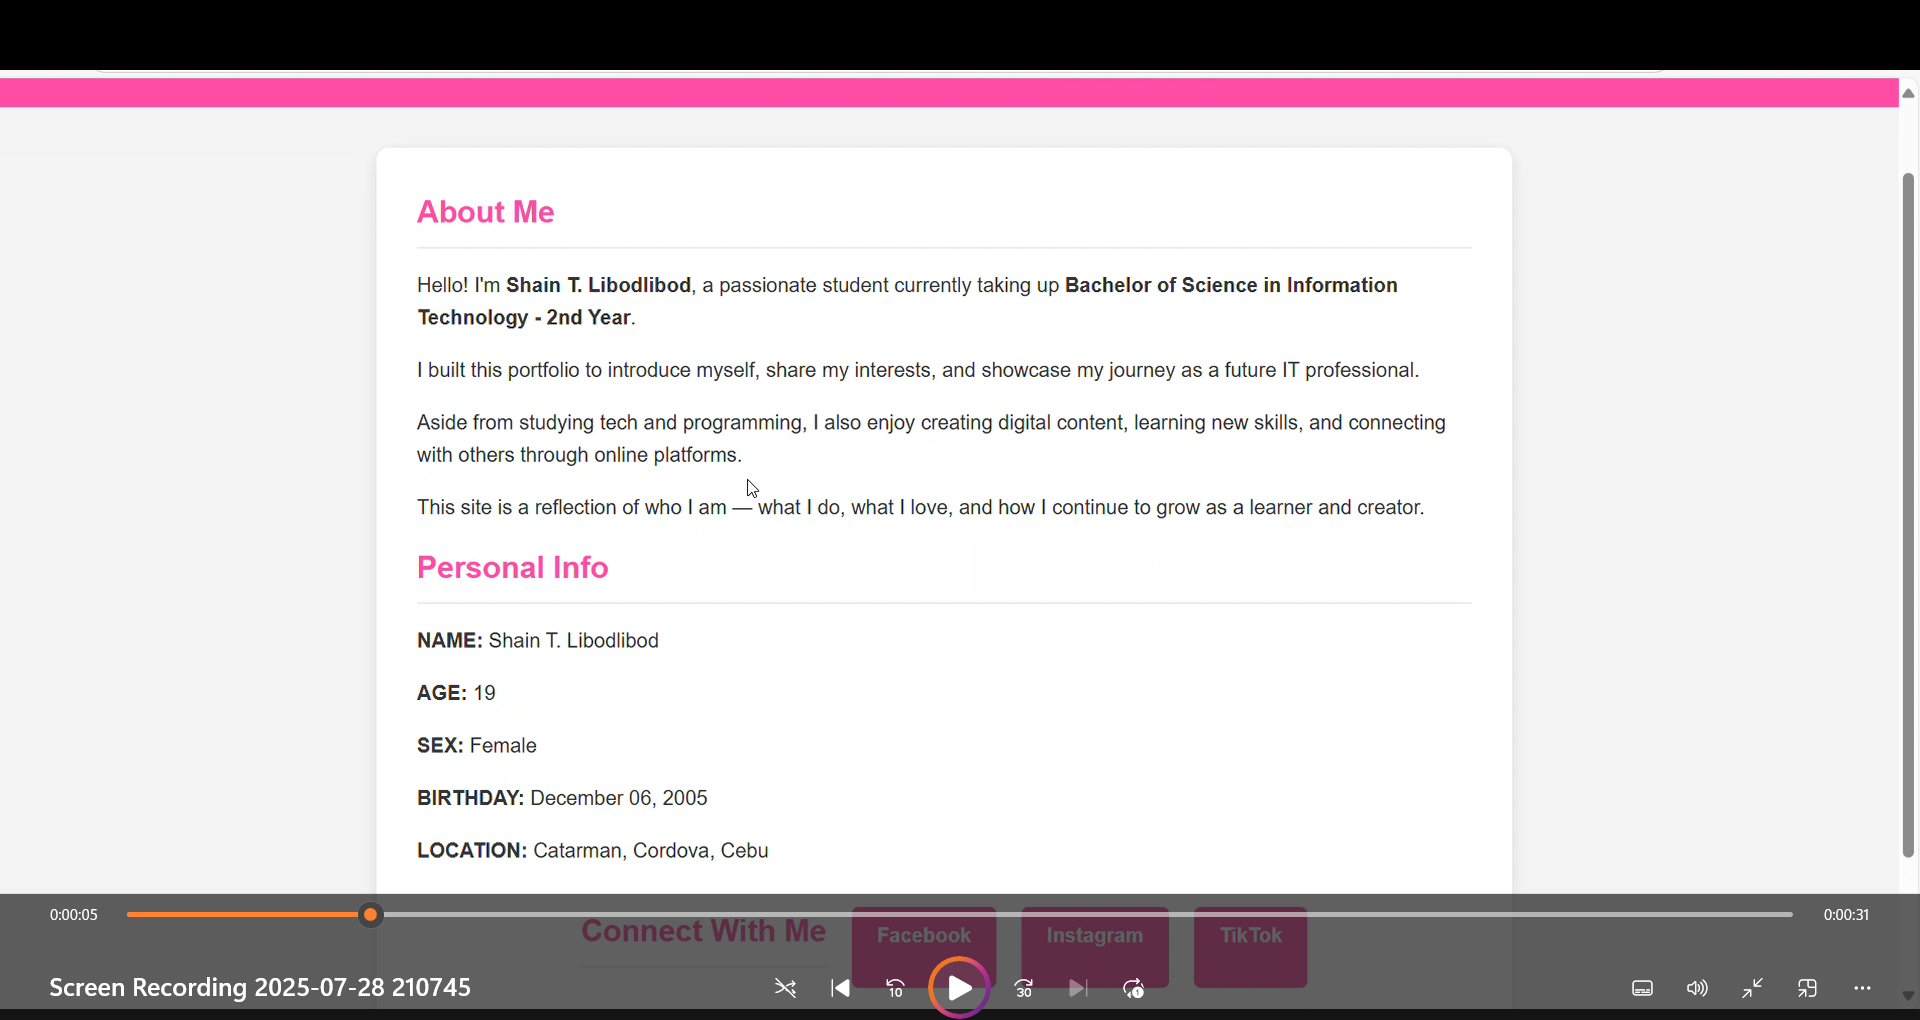 About Me
Hello! I'm Shain T. Libodlibod, a passionate student currently taking up Bachelor of Science in Information
Technology - 2nd Year.
I built this portfolio to introduce myself, share my interests, and showcase my journey as a future IT professional.
Aside from studying tech and programming, I also enjoy creating digital content, learning new skills, and connecting
with others through online platforms.
This site is a reflection of who I am — what I do, what I love, and how I continue to grow as a learner and creator.
Personal Info
NAME: Shain T. Libodlibod
AGE: 19
SEX: Female
BIRTHDAY: December 06, 2005
LOCATION: Catarman, Cordova, Cebu
0:00:05
0:00:31
Connect With Me
Facebook
Instagram
TikTok
Screen Recording 2025-07-28 210745
10
30
1